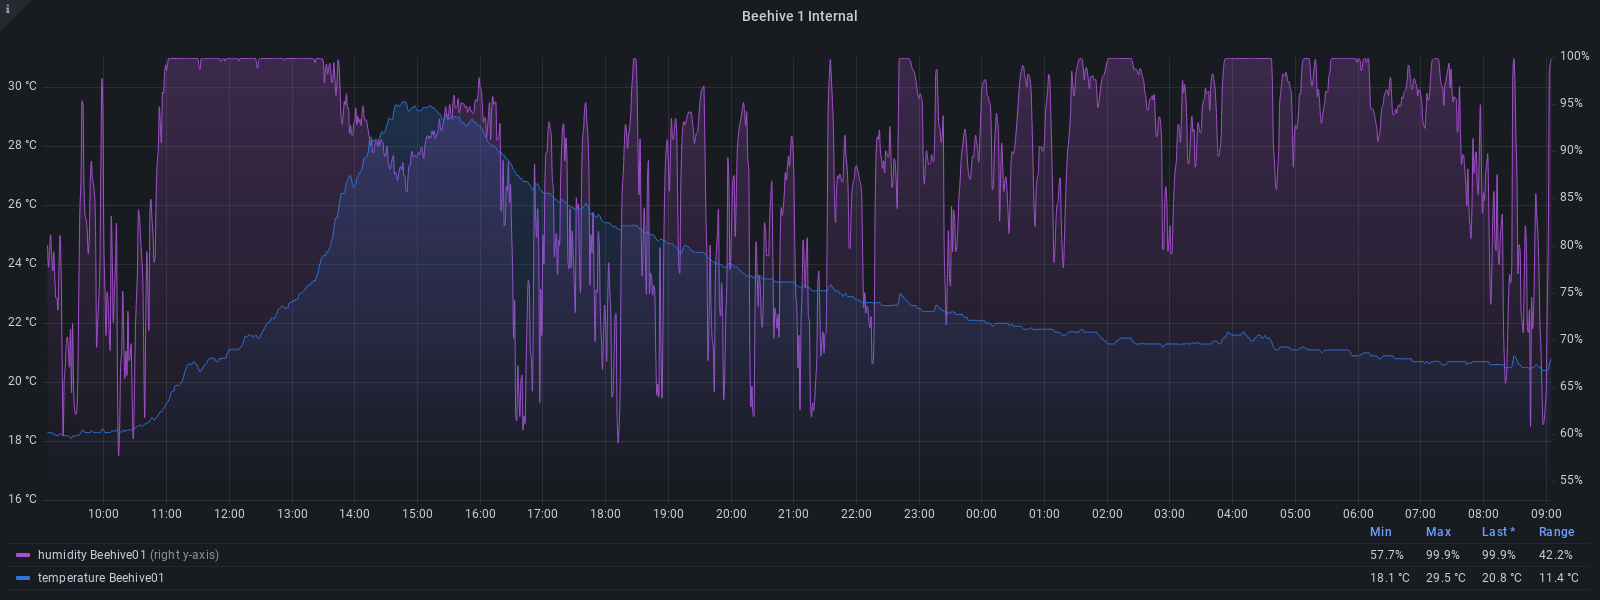 i
Beehive 1 Internal
30 °C
28 °C
26 °C
24 °C
22 °C
20 °C
18 °C
16 °C
100%
95%
90%
85%
80%
75%
70%
65%
60%
55%
10:00 11:00 12:00 13:00 14:00 15:00 16:00 17:00 18:00 19:00 20:00 21:00 22:00 23:00 00:00 01:00 02:00 03:00 04:00 05:00 06:00 07:00 08:00 09:00
Min Max Last * Range
humidity Beehive01 (right y-axis) 57.7% 99.9% 99.9% 42.2%
temperature Beehive01 18.1 °C 29.5 °C 20.8 °C 11.4 °C